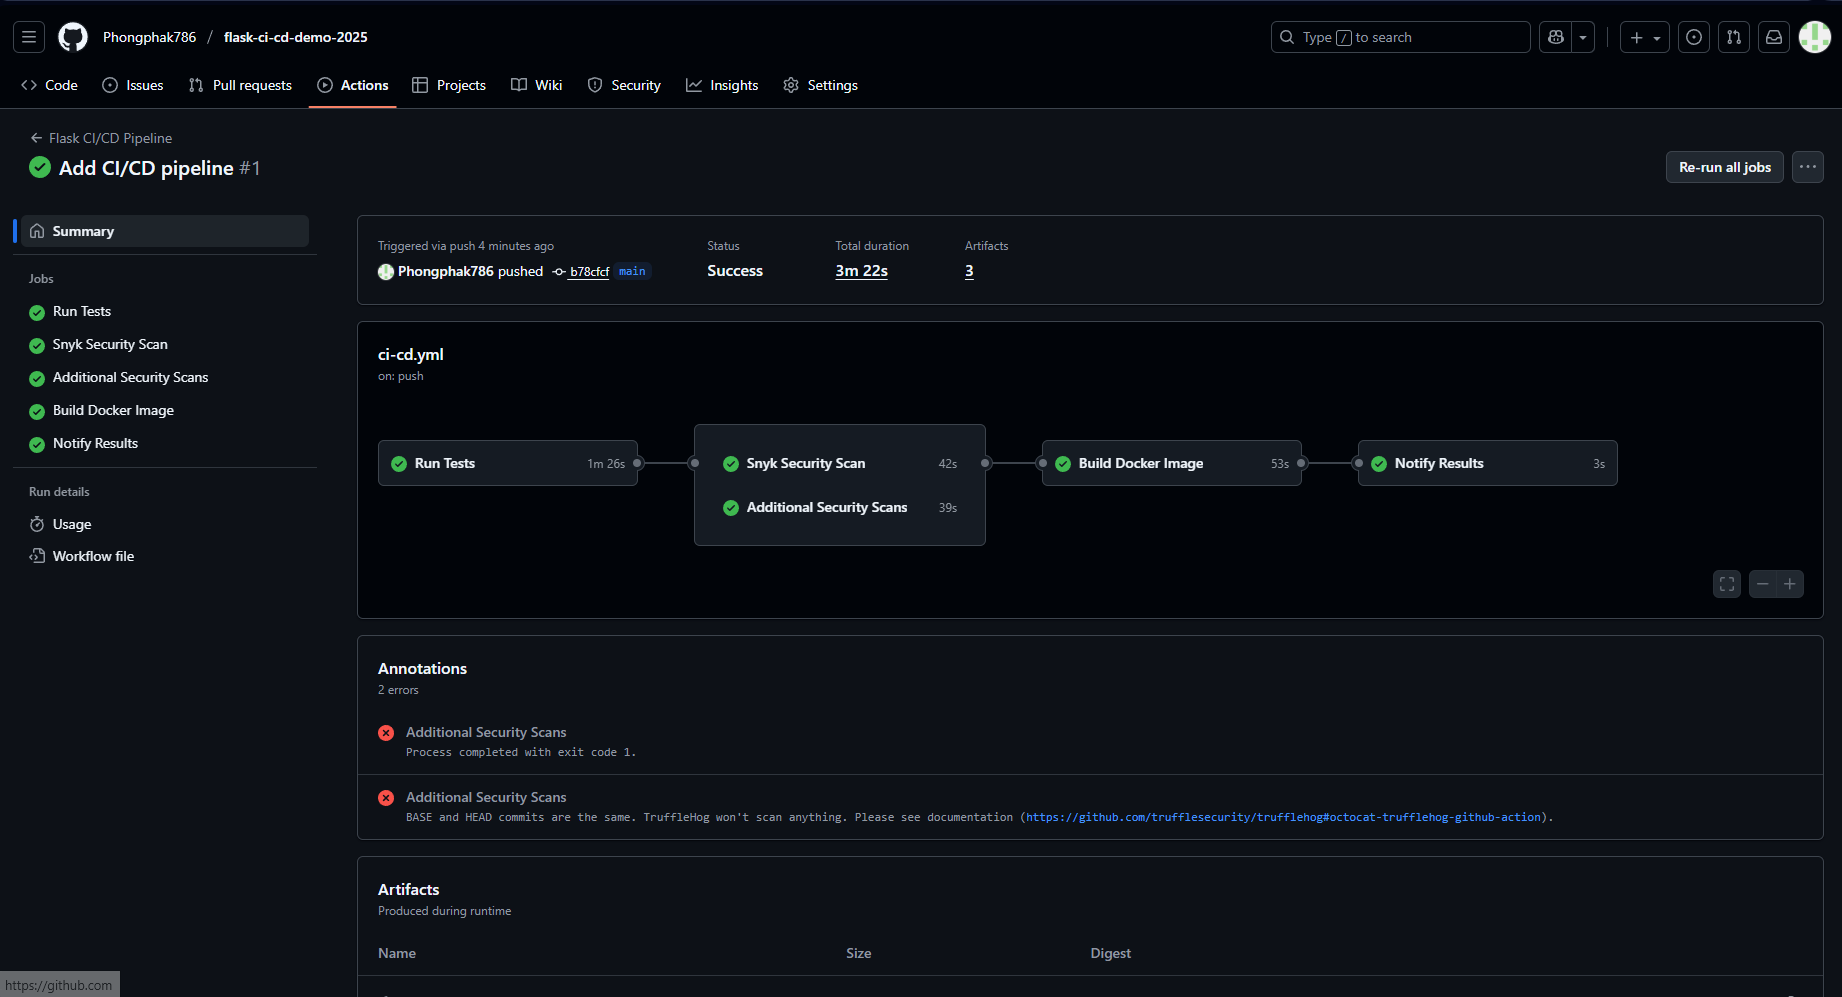 Phongphak786 / flask-ci-cd-demo-2025
Type / to search
Code
Issues
Pull requests
Actions
Projects
Wiki
Security
Insights
Settings
Flask CI/CD Pipeline
Add CI/CD pipeline #1
Re-run all jobs
Summary
Jobs
Run Tests
Snyk Security Scan
Additional Security Scans
Build Docker Image
Notify Results
Run details
Usage
Workflow file
Triggered via push 4 minutes ago
Phongphak786 pushed b78cfcf main
Status
Success
Total duration
3m 22s
Artifacts
3
ci-cd.yml
on: push
Run Tests 1m 26s
Snyk Security Scan 42s
Additional Security Scans 39s
Build Docker Image 53s
Notify Results 3s
Annotations
2 errors
Additional Security Scans
Process completed with exit code 1.
Additional Security Scans
BASE and HEAD commits are the same. TruffleHog won't scan anything. Please see documentation (https://github.com/trufflesecurity/trufflehog#octocat-trufflehog-github-action).
Artifacts
Produced during runtime
Name Size Digest
https://github.com